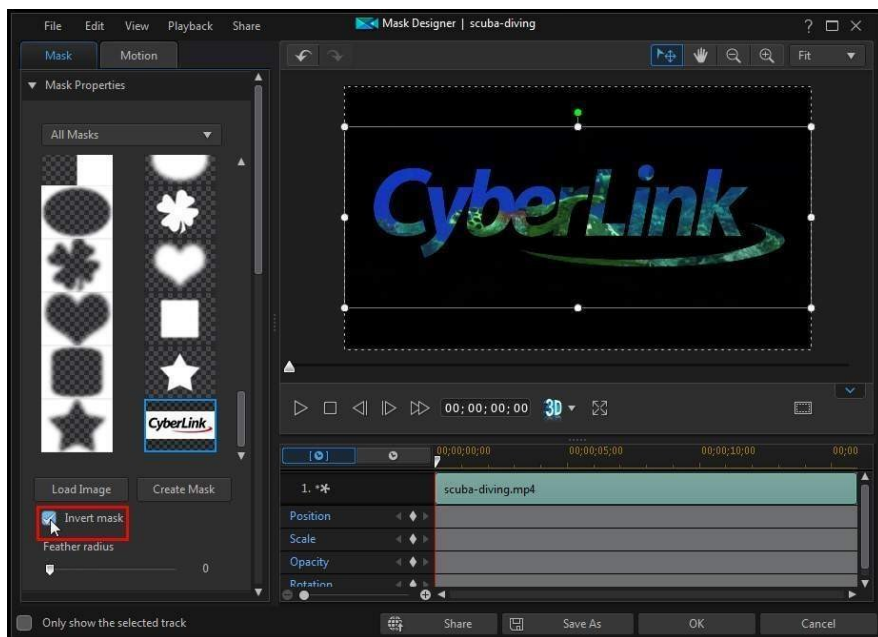 File Edit View Playback Share
Mask Designer | scuba-diving
?
Mask Motion
Fit
Mask Properties
All Masks
CyberLink
CyberLink
00;00;00;00
3D
00;00;00;00 00;00;05;00 00;00;10;00 00;00
Load Image Create Mask
1.
scuba-diving.mp4
Invert mask
Position
Feather radius
Scale
0
Opacity
Rotation
Only show the selected track
Share Save As OK Cancel